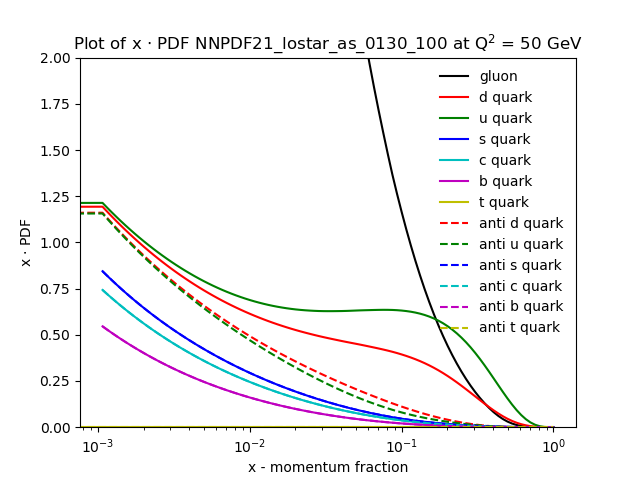 Plot of x · PDF NNPDF21_lostar_as_0130_100 at Q² = 50 GeV
2.00
1.75
1.50
1.25
1.00
0.75
0.50
0.25
0.00
x · PDF
gluon
d quark
u quark
s quark
c quark
b quark
t quark
anti d quark
anti u quark
anti s quark
anti c quark
anti b quark
anti t quark
10⁻³ 10⁻² 10⁻¹ 10⁰
x - momentum fraction